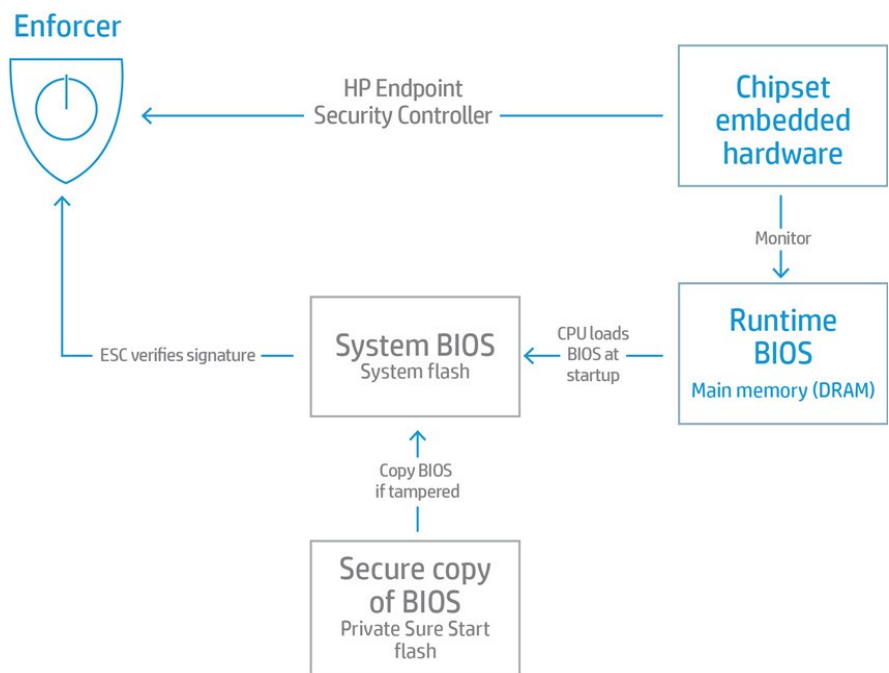 Enforcer
HP Endpoint
Security Controller
Chipset
embedded
hardware
Monitor
Runtime
BIOS
Main memory (DRAM)
CPU loads
BIOS at
startup
System BIOS
System flash
ESC verifies signature
Copy BIOS
if tampered
Secure copy
of BIOS
Private Sure Start
flash